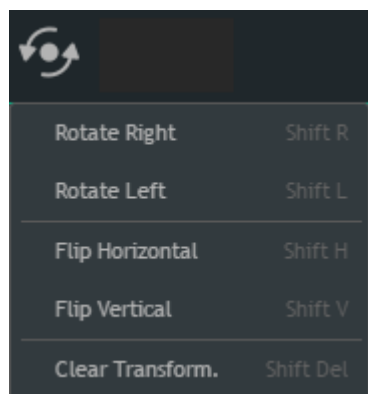 Rotate Right Shift R
Rotate Left Shift L
Flip Horizontal Shift H
Flip Vertical Shift V
Clear Transform. Shift Del